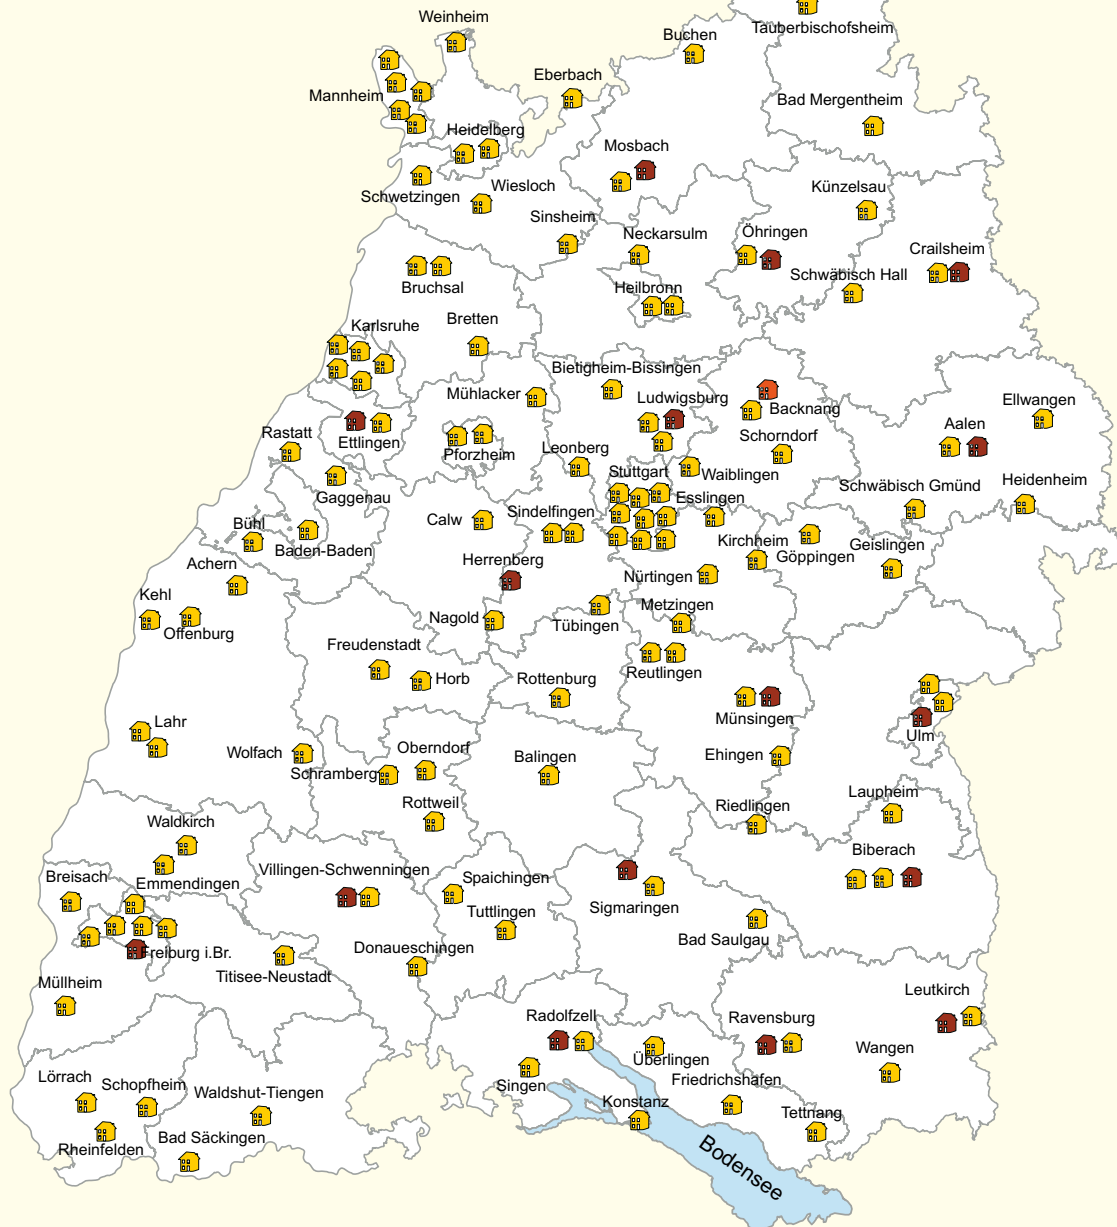 Weinheim
Tauberbischofsheim
Buchen
Eberbach
Mannheim
Bad Mergentheim
Heidelberg
Mosbach
Wiesloch
Künzelsau
Schwetzingen
Sinsheim
Neckarsulm
Öhringen
Crailsheim
Schwäbisch Hall
Bruchsal
Heilbronn
Karlsruhe
Bretten
Bietigheim-Bissingen
Mühlacker
Ludwigsburg
Backnang
Ellwangen
Aalen
Rastatt
Ettlingen
Pforzheim
Leonberg
Schorndorf
Stuttgart
Waiblingen
Heidenheim
Schwäbisch Gmünd
Gaggenau
Esslingen
Calw
Sindelfingen
Bühl
Baden-Baden
Kirchheim
Göppingen
Geislingen
Achern
Herrenberg
Nürtingen
Kehl
Offenburg
Nagold
Tübingen
Metzingen
Freudenstadt
Horb
Rottenburg
Reutlingen
Münsingen
Lahr
Ulm
Wolfach
Oberndorf
Schramberg
Balingen
Ehingen
Laupheim
Rottweil
Riedlingen
Waldkirch
Biberach
Emmendingen
Breisach
Villingen-Schwenningen
Spaichingen
Sigmaringen
Tuttlingen
Bad Saulgau
Freiburg i.Br.
Donaueschingen
Titisee-Neustadt
Müllheim
Leutkirch
Radolfzell
Ravensburg
Wangen
Überlingen
Singen
Friedrichshafen
Lörrach
Schopfheim
Waldshut-Tiengen
Konstanz
Tettnang
Rheinfelden
Bad Säckingen
Bodensee